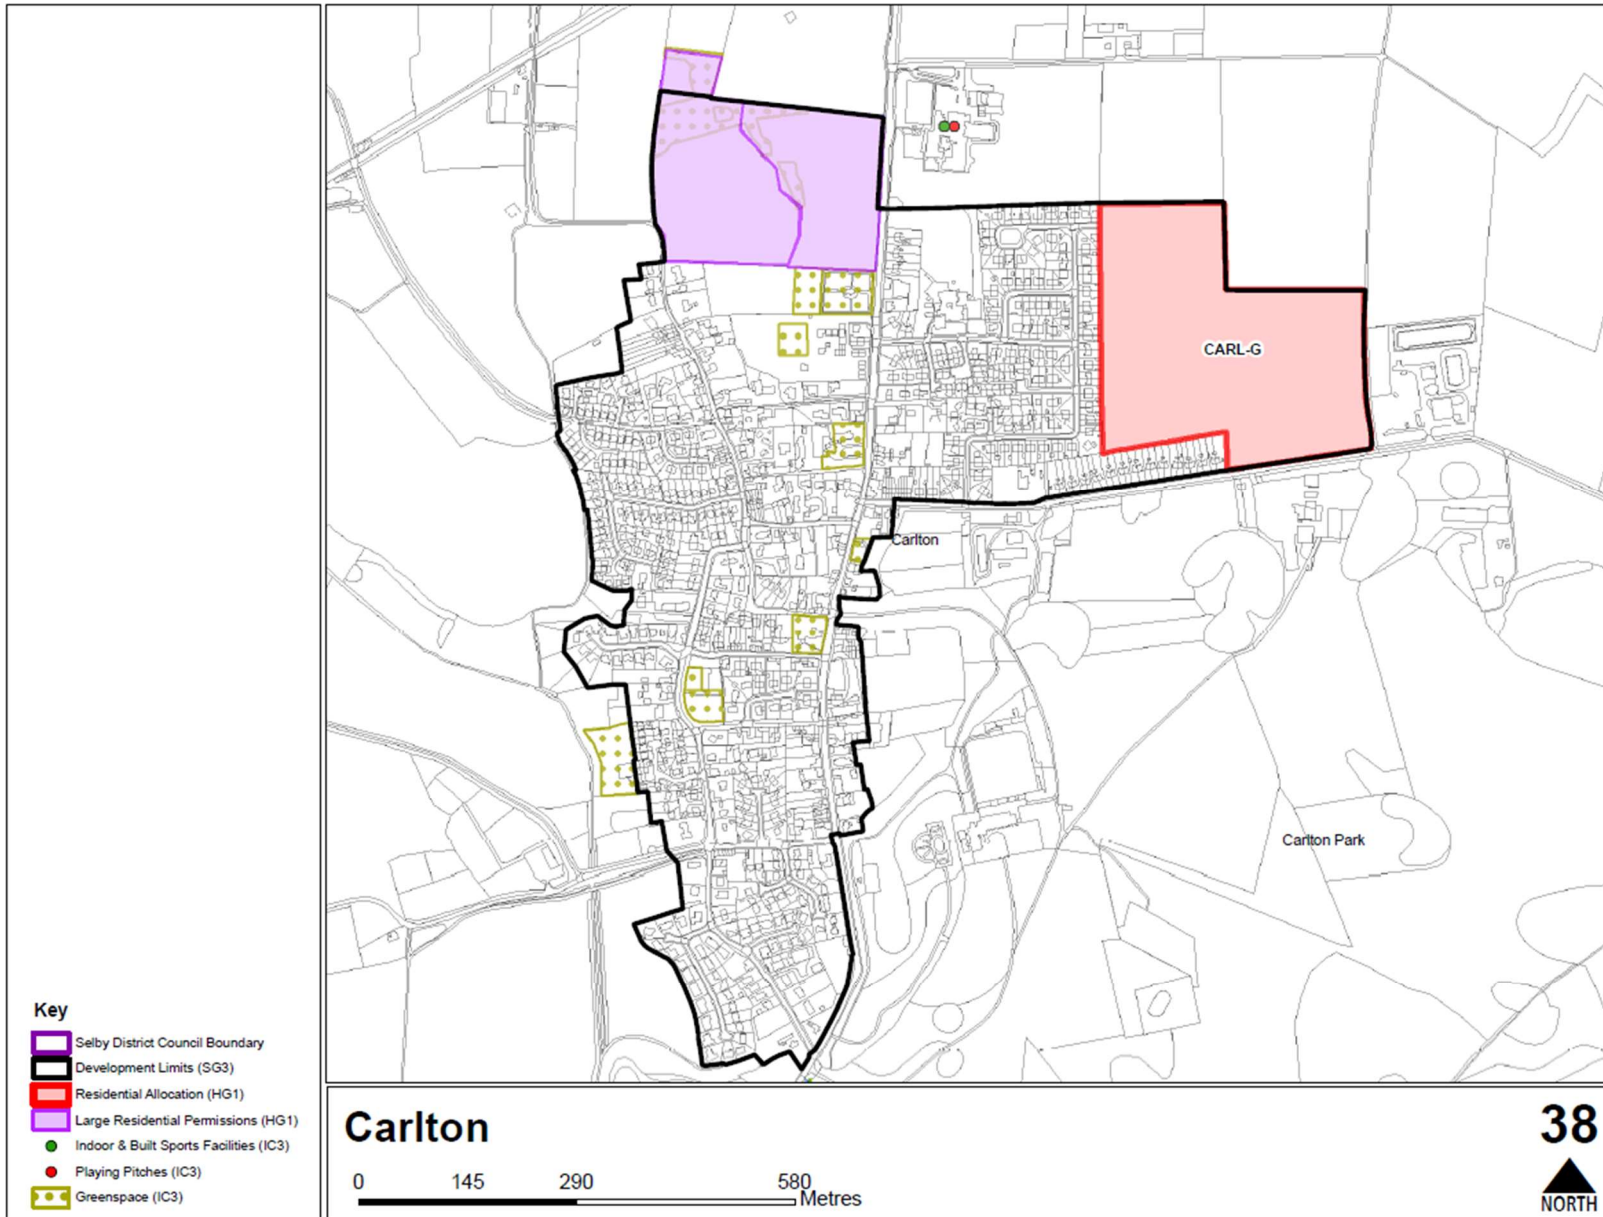 CARL-G
Carlton
Carlton Park
Key
Selby District Council Boundary
Development Limits (SG3)
Residential Allocation (HG1)
Large Residential Permissions (HG1)
Indoor & Built Sports Facilities (IC3)
Playing Pitches (IC3)
Greenspace (IC3)
Carlton
0 145 290 580
Metres
38
NORTH